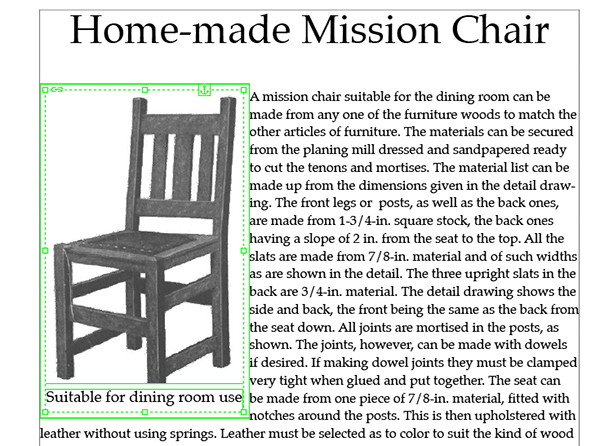 Home-made Mission Chair
A mission chair suitable for the dining room can be
made from any one of the furniture woods to match the
other articles of furniture. The materials can be secured
from the planing mill dressed and sandpapered ready
to cut the tenons and mortises. The material list can be
made up from the dimensions given in the detail draw-
ing. The front legs or posts, as well as the back ones,
are made from 1-3/4-in. square stock, the back ones
having a slope of 2 in. from the seat to the top. All the
slats are made from 7/8-in. material and of such widths
as are shown in the detail. The three upright slats in the
back are 3/4-in. material. The detail drawing shows the
side and back, the front being the same as the back from
the seat down. All joints are mortised in the posts, as
shown. The joints, however, can be made with dowels
if desired. If making dowel joints they must be clamped
very tight when glued and put together. The seat can
be made from one piece of 7/8-in. material, fitted with
notches around the posts. This is then upholstered with
leather without using springs. Leather must be selected as to color to suit the kind of wood
Suitable for dining room use